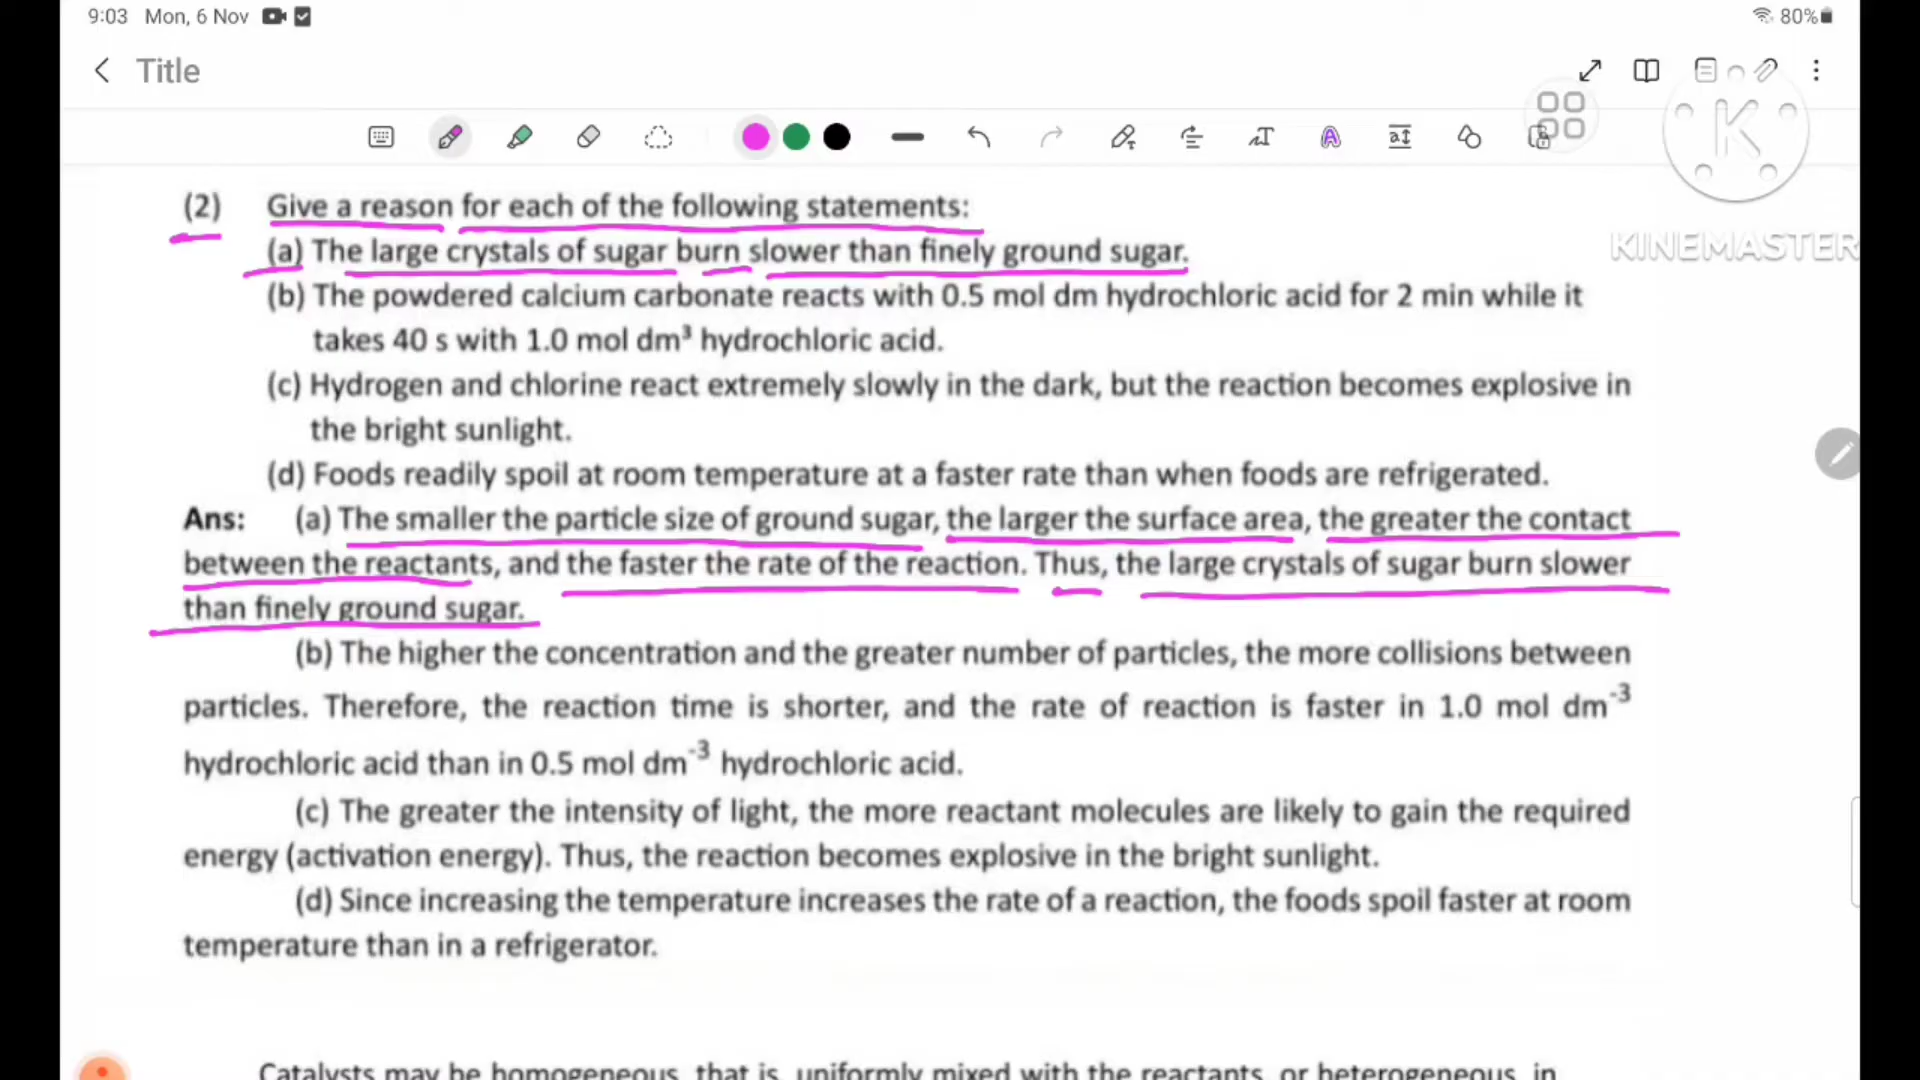 9:03 Mon, 6 Nov
80%
Title
KINEMASTER
(2) Give a reason for each of the following statements:
(a) The large crystals of sugar burn slower than finely ground sugar.
(b) The powdered calcium carbonate reacts with 0.5 mol dm hydrochloric acid for 2 min while it
takes 40 s with 1.0 mol dm³ hydrochloric acid.
(c) Hydrogen and chlorine react extremely slowly in the dark, but the reaction becomes explosive in
the bright sunlight.
(d) Foods readily spoil at room temperature at a faster rate than when foods are refrigerated.
Ans: (a) The smaller the particle size of ground sugar, the larger the surface area, the greater the contact
between the reactants, and the faster the rate of the reaction. Thus, the large crystals of sugar burn slower
than finely ground sugar.
(b) The higher the concentration and the greater number of particles, the more collisions between
particles. Therefore, the reaction time is shorter, and the rate of reaction is faster in 1.0 mol dm⁻³
hydrochloric acid than in 0.5 mol dm⁻³ hydrochloric acid.
(c) The greater the intensity of light, the more reactant molecules are likely to gain the required
energy (activation energy). Thus, the reaction becomes explosive in the bright sunlight.
(d) Since increasing the temperature increases the rate of a reaction, the foods spoil faster at room
temperature than in a refrigerator.
Catalysts may be homogeneous, that is, uniformly mixed with the reactants, or heterogeneous, in